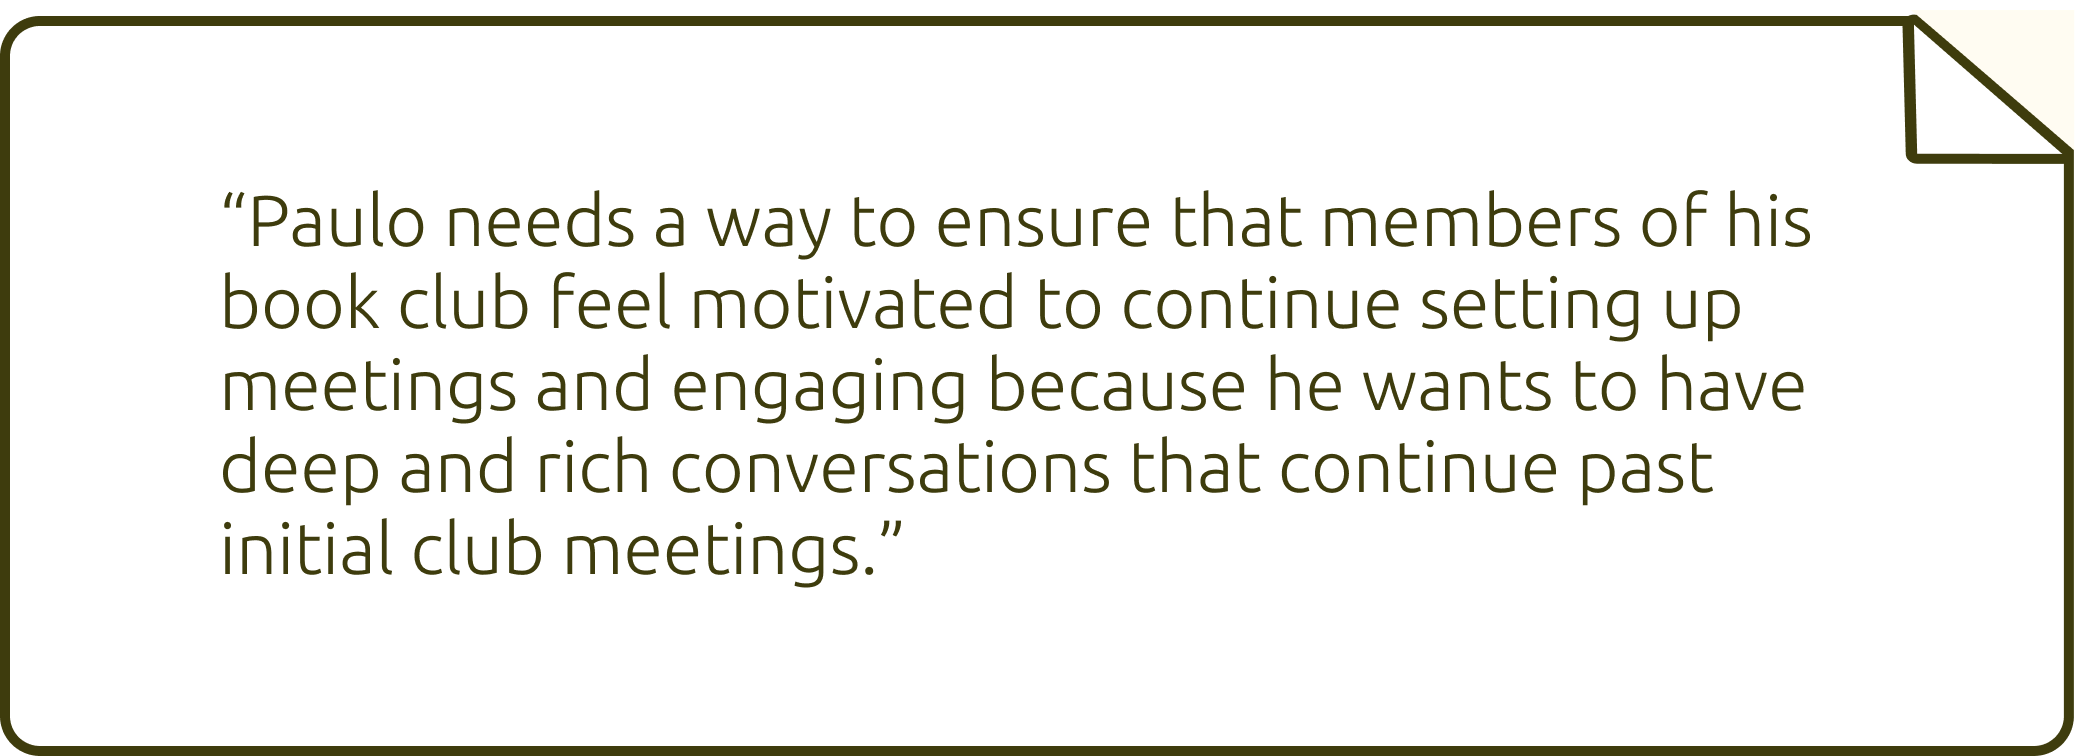 “Paulo needs a way to ensure that members of his
book club feel motivated to continue setting up
meetings and engaging because he wants to have
deep and rich conversations that continue past
initial club meetings.”